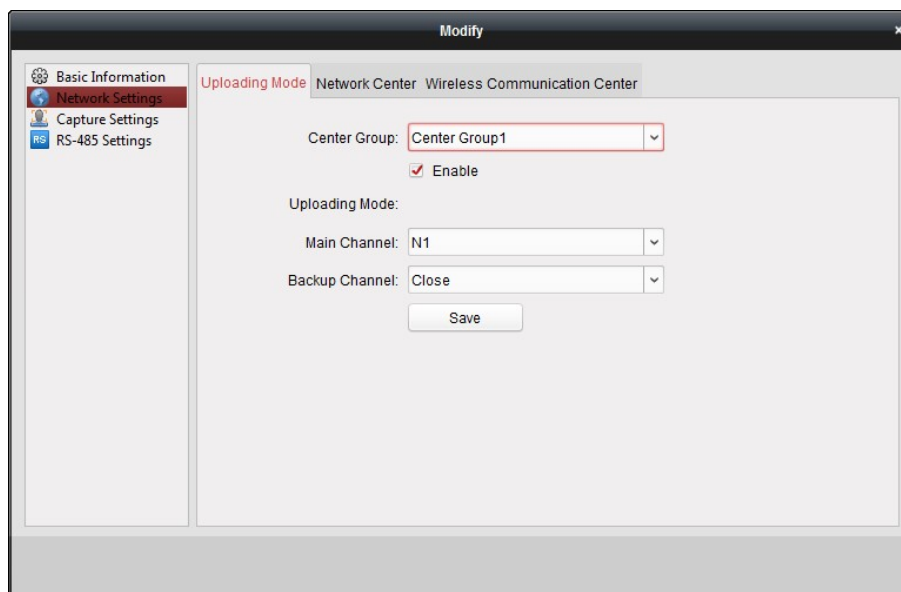 Modify
Basic Information
Network Settings
Capture Settings
RS RS-485 Settings
Uploading Mode Network Center Wireless Communication Center
Center Group: Center Group1
Enable
Uploading Mode:
Main Channel: N1
Backup Channel: Close
Save